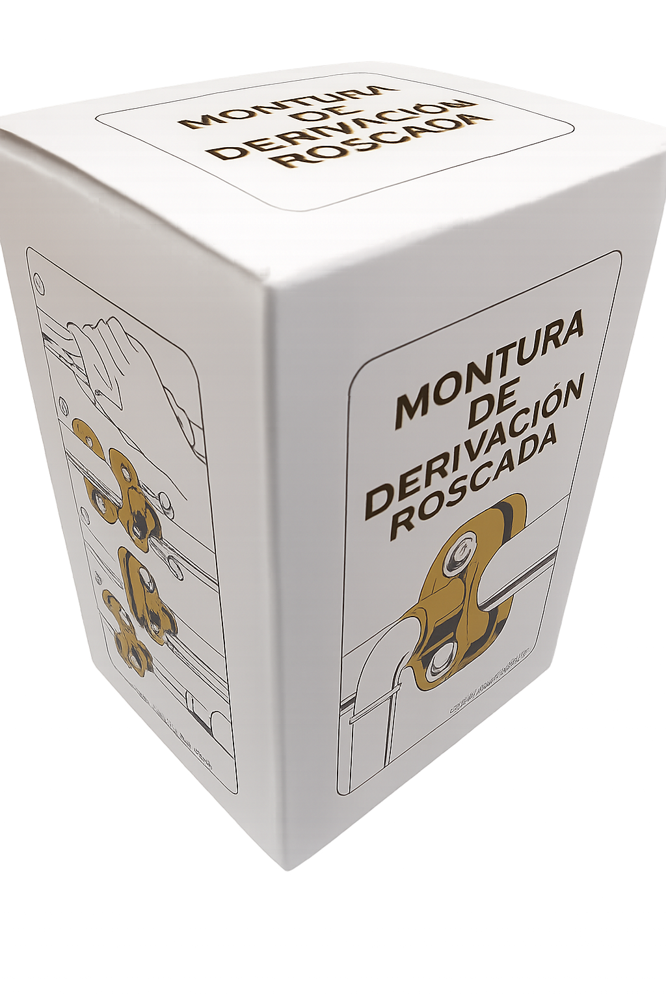 MONTURA
DE
DERIVACIÓN
ROSCADA
MONTURA
DE
DERIVACIÓN
ROSCADA